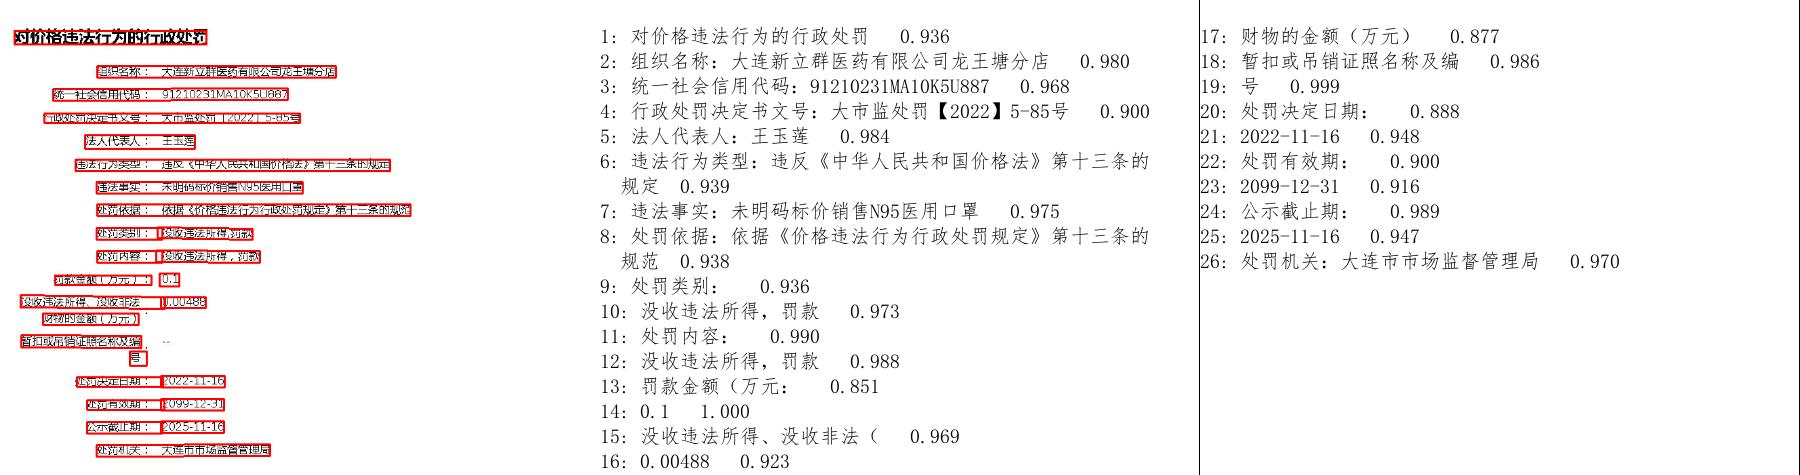 对价格违法行为的行政处罚
组织名称： 大连新立群医药有限公司龙王塘分店
统一社会信用代码： 91210231MA10K5U887
行政处罚决定书文号： 大市监处罚【2022】5-85号
法人代表人： 王玉莲
违法行为类型： 违反《中华人民共和国价格法》第十三条的规定
违法事实： 未明码标价销售N95医用口罩
处罚依据： 依据《价格违法行为行政处罚规定》第十三条的规范
处罚类别： 没收违法所得,罚款
处罚内容： 没收违法所得，罚款
罚款金额（万元）： 0.1
没收违法所得、没收非法 0.00488
财物的金额（万元）：
暂扣或吊销证照名称及编 --
号：
处罚决定日期： 2022-11-16
处罚有效期： 2099-12-31
公示截止期： 2025-11-16
处罚机关： 大连市市场监督管理局
1: 对价格违法行为的行政处罚 0.936
2: 组织名称：大连新立群医药有限公司龙王塘分店 0.980
3: 统一社会信用代码：91210231MA10K5U887 0.968
4: 行政处罚决定书文号：大市监处罚【2022】5-85号 0.900
5: 法人代表人：王玉莲 0.984
6: 违法行为类型：违反《中华人民共和国价格法》第十三条的
规定 0.939
7: 违法事实：未明码标价销售N95医用口罩 0.975
8: 处罚依据：依据《价格违法行为行政处罚规定》第十三条的
规范 0.938
9: 处罚类别： 0.936
10: 没收违法所得，罚款 0.973
11: 处罚内容： 0.990
12: 没收违法所得，罚款 0.988
13: 罚款金额（万元： 0.851
14: 0.1 1.000
15: 没收违法所得、没收非法（ 0.969
16: 0.00488 0.923
17: 财物的金额（万元） 0.877
18: 暂扣或吊销证照名称及编 0.986
19: 号 0.999
20: 处罚决定日期： 0.888
21: 2022-11-16 0.948
22: 处罚有效期： 0.900
23: 2099-12-31 0.916
24: 公示截止期： 0.989
25: 2025-11-16 0.947
26: 处罚机关：大连市市场监督管理局 0.970